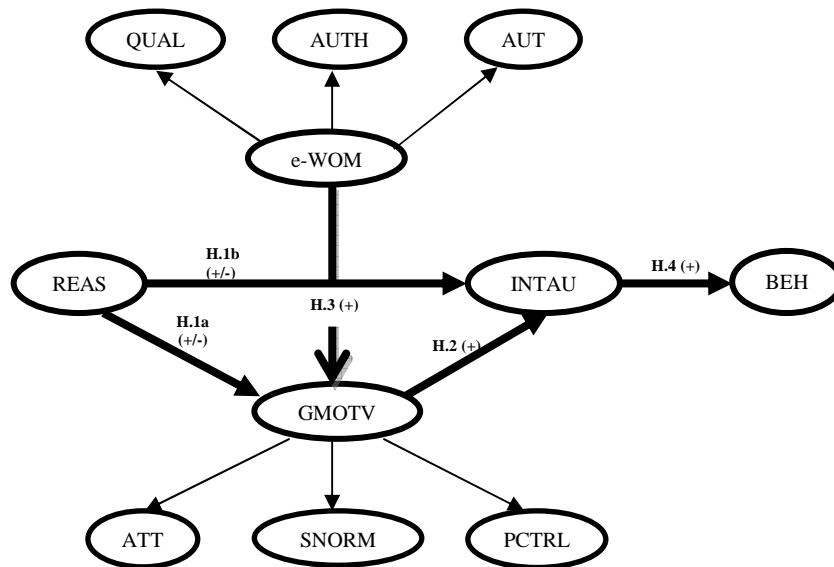 QUAL
AUTH
AUT
e-WOM
H.1b
(+/-)
H.4 (+)
REAS
INTAU
BEH
H.3 (+)
H.1a
(+/-)
H.2 (+)
GMOTV
ATT
SNORM
PCTRL